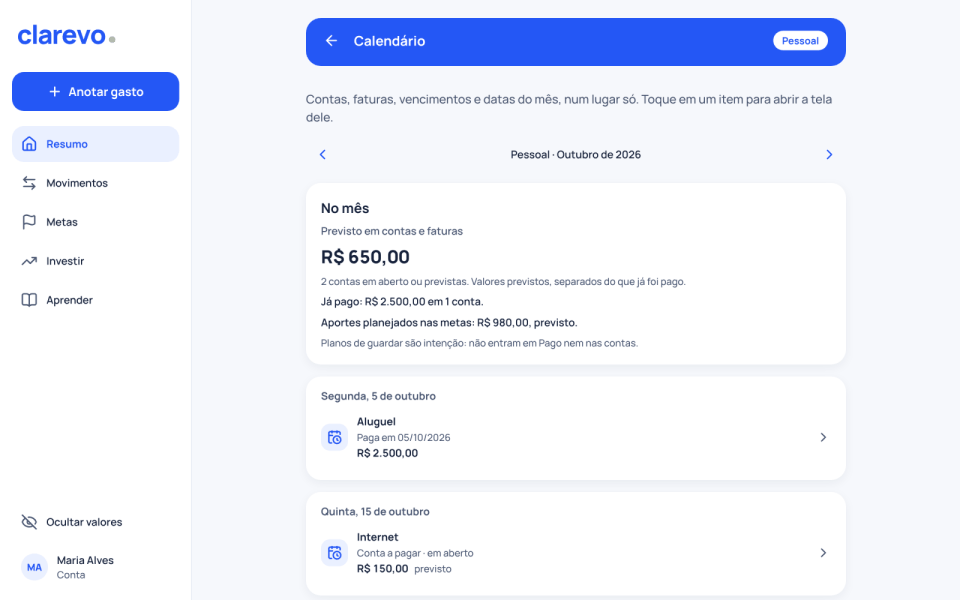 clarevo
Anotar gasto
Resumo
Movimentos
Metas
Investir
Aprender
Ocultar valores
MA
Maria Alves
Conta
Calendário
Pessoal
Contas, faturas, vencimentos e datas do mês, num lugar só. Toque em um item para abrir a tela
dele.
Pessoal · Outubro de 2026
No mês
Previsto em contas e faturas
R$ 650,00
2 contas em aberto ou previstas. Valores previstos, separados do que já foi pago.
Já pago: R$ 2.500,00 em 1 conta.
Aportes planejados nas metas: R$ 980,00, previsto.
Planos de guardar são intenção: não entram em Pago nem nas contas.
Segunda, 5 de outubro
Aluguel
Paga em 05/10/2026
R$ 2.500,00
Quinta, 15 de outubro
Internet
Conta a pagar · em aberto
R$ 150,00 previsto